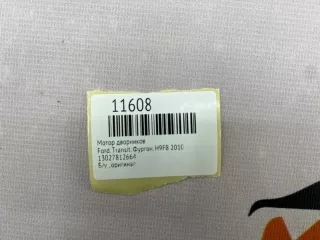 11608
Мотор дворников
Ford. Transit. Фургон. H9FB 2010
13027812664
Б/у , оригинал